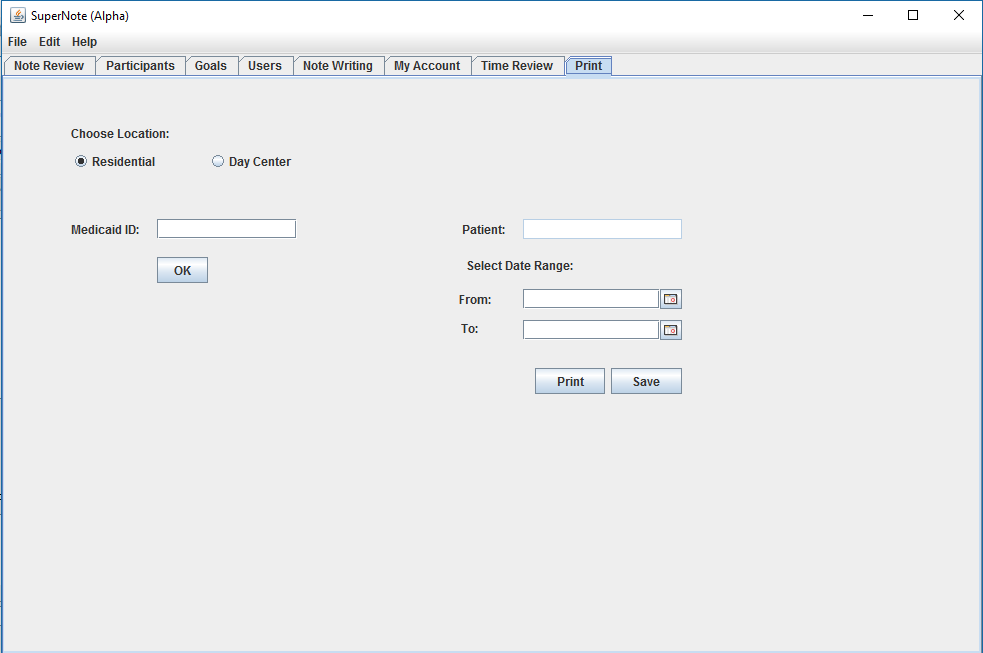 SuperNote (Alpha)
File Edit Help
Note Review Participants Goals Users Note Writing My Account Time Review Print
Choose Location:
Residential Day Center
Medicaid ID: Patient:
OK Select Date Range:
From:
To:
Print Save